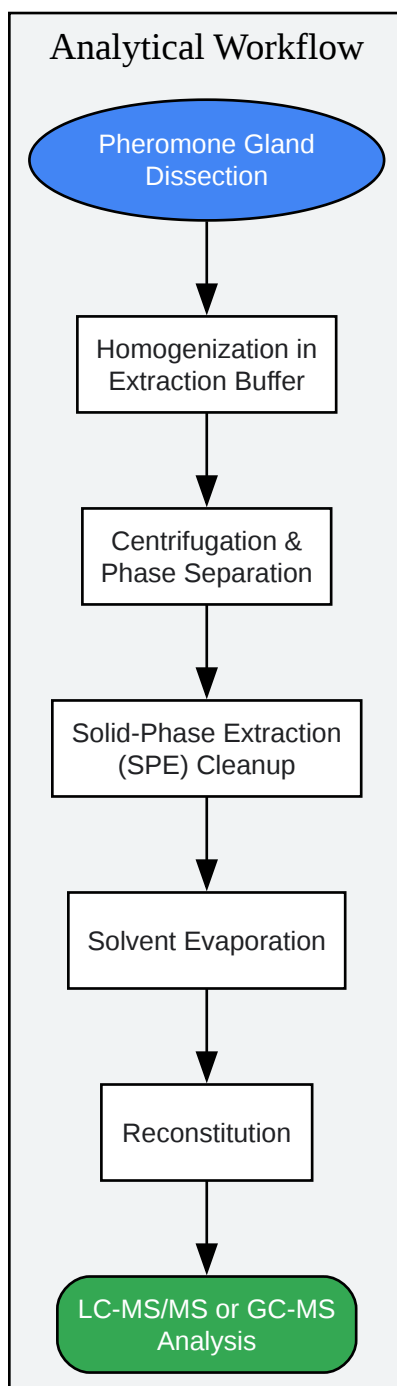 Analytical Workflow
Pheromone Gland
Dissection
Homogenization in
Extraction Buffer
Centrifugation &
Phase Separation
Solid-Phase Extraction
(SPE) Cleanup
Solvent Evaporation
Reconstitution
LC-MS/MS or GC-MS
Analysis